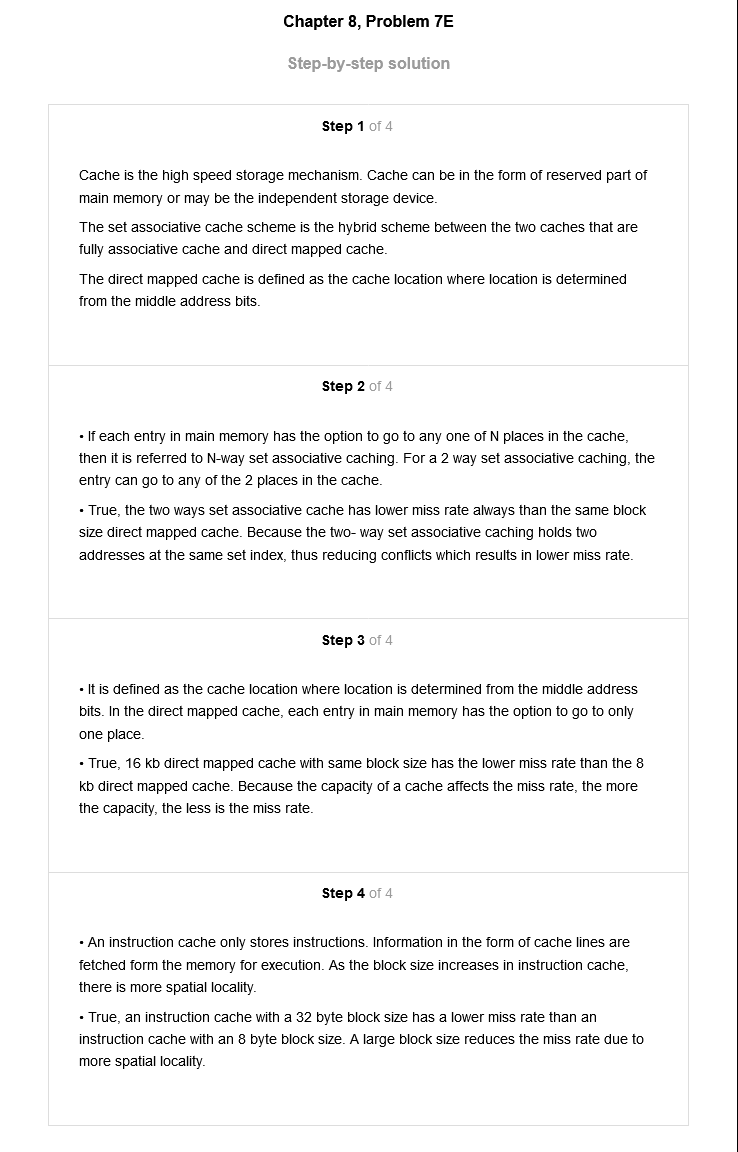 Chapter 8, Problem 7E
Step-by-step solution
Step 1 of 4
Cache is the high speed storage mechanism. Cache can be in the form of reserved part of
main memory or may be the independent storage device.
The set associative cache scheme is the hybrid scheme between the two caches that are
fully associative cache and direct mapped cache.
The direct mapped cache is defined as the cache location where location is determined
from the middle address bits.
Step 2 of 4
• If each entry in main memory has the option to go to any one of N places in the cache,
then it is referred to N-way set associative caching. For a 2 way set associative caching, the
entry can go to any of the 2 places in the cache.
• True, the two ways set associative cache has lower miss rate always than the same block
size direct mapped cache. Because the two- way set associative caching holds two
addresses at the same set index, thus reducing conflicts which results in lower miss rate.
Step 3 of 4
• It is defined as the cache location where location is determined from the middle address
bits. In the direct mapped cache, each entry in main memory has the option to go to only
one place.
• True, 16 kb direct mapped cache with same block size has the lower miss rate than the 8
kb direct mapped cache. Because the capacity of a cache affects the miss rate, the more
the capacity, the less is the miss rate.
Step 4 of 4
• An instruction cache only stores instructions. Information in the form of cache lines are
fetched form the memory for execution. As the block size increases in instruction cache,
there is more spatial locality.
• True, an instruction cache with a 32 byte block size has a lower miss rate than an
instruction cache with an 8 byte block size. A large block size reduces the miss rate due to
more spatial locality.